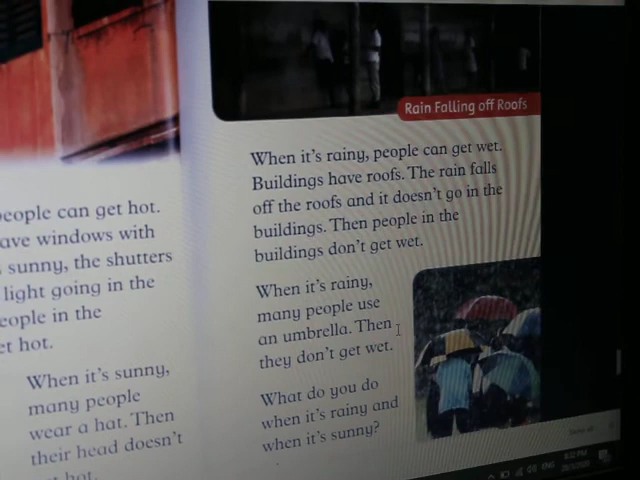 people can get hot.
ave windows with
s sunny, the shutters
light going in the
eople in the
et hot.
When it's sunny,
many people
wear a hat. Then
their head doesn't
hot.
Rain Falling off Roofs
When it's rainy, people can get wet.
Buildings have roofs. The rain falls
off the roofs and it doesn't go in the
buildings. Then people in the
buildings don't get wet.
When it's rainy,
many people use
an umbrella. Then
they don't get wet.
What do you do
when it's rainy and
when it's sunny?
ENG